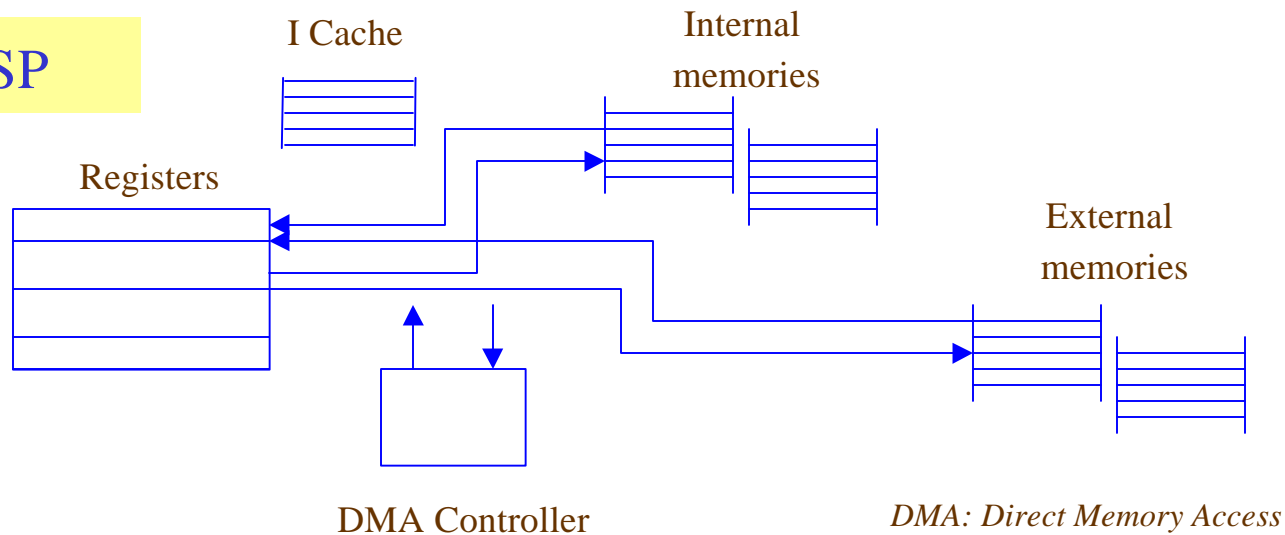 SP
I Cache
Internal
memories
Registers
External
memories
DMA Controller
DMA: Direct Memory Access